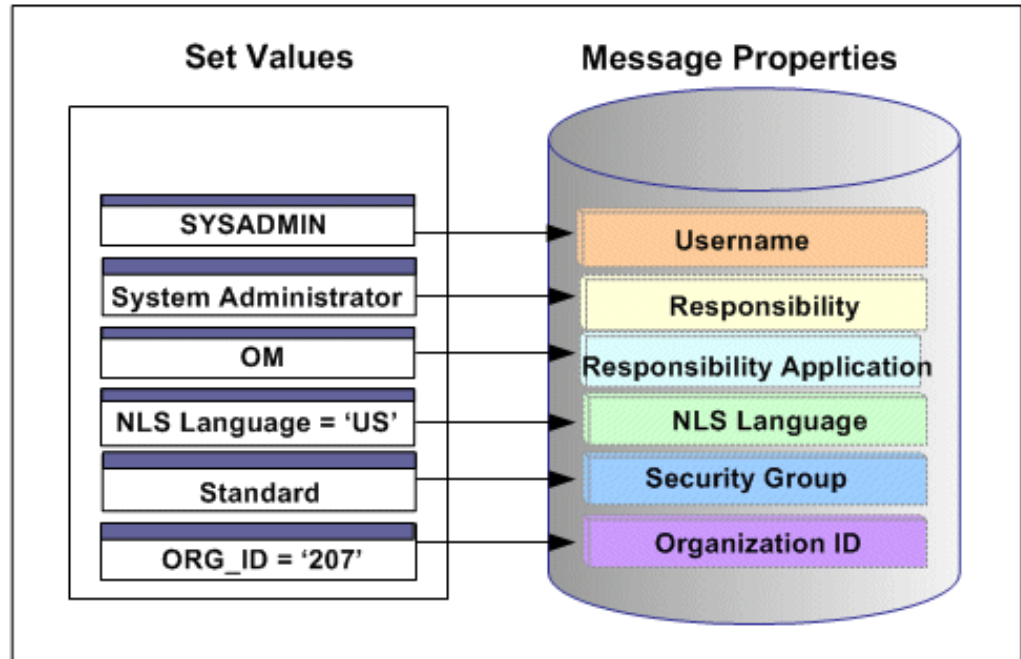 Set Values
Message Properties
SYSADMIN
Username
System Administrator
Responsibility
OM
Responsibility Application
NLS Language = ‘US’
NLS Language
Standard
Security Group
ORG_ID = ‘207’
Organization ID